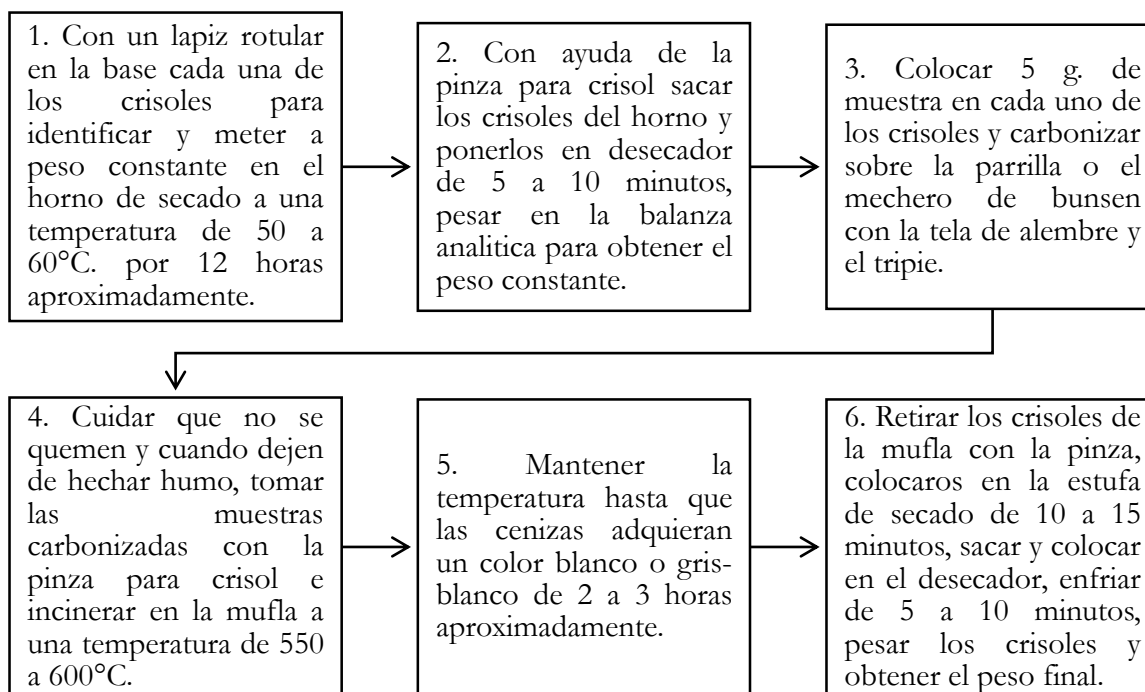 1. Con un lapiz rotular
en la base cada una de
los crisoles para
identificar y meter a
peso constante en el
horno de secado a una
temperatura de 50 a
60°C. por 12 horas
aproximadamente.
2. Con ayuda de la
pinza para crisol sacar
los crisoles del horno y
ponerlos en desecador
de 5 a 10 minutos,
pesar en la balanza
analitica para obtener el
peso constante.
3. Colocar 5 g. de
muestra en cada uno de
los crisoles y carbonizar
sobre la parrilla o el
mechero de bunsen
con la tela de alembre y
el tripie.
4. Cuidar que no se
quemen y cuando dejen
de hechar humo, tomar
las muestras
carbonizadas con la
pinza para crisol e
incinerar en la mufla a
una temperatura de 550
a 600°C.
5. Mantener la
temperatura hasta que
las cenizas adquieran
un color blanco o gris-
blanco de 2 a 3 horas
aproximadamente.
6. Retirar los crisoles de
la mufla con la pinza,
colocaros en la estufa
de secado de 10 a 15
minutos, sacar y colocar
en el desecador, enfriar
de 5 a 10 minutos,
pesar los crisoles y
obtener el peso final.